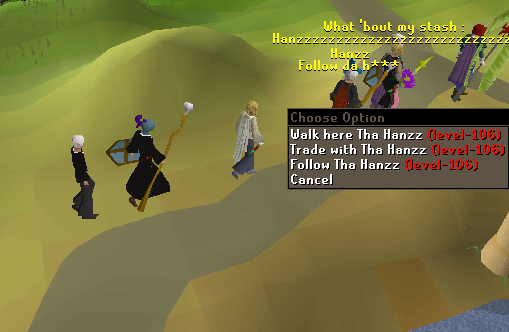 What 'bout my stash :
Hanzzzzzzzzzzzzzzzzzzzzzzzzzzzzzz
Hanzz
Follow da h***
Choose Option
Walk here Tha Hanzz (level-106)
Trade with Tha Hanzz (level-106)
Follow Tha Hanzz (level-106)
Cancel